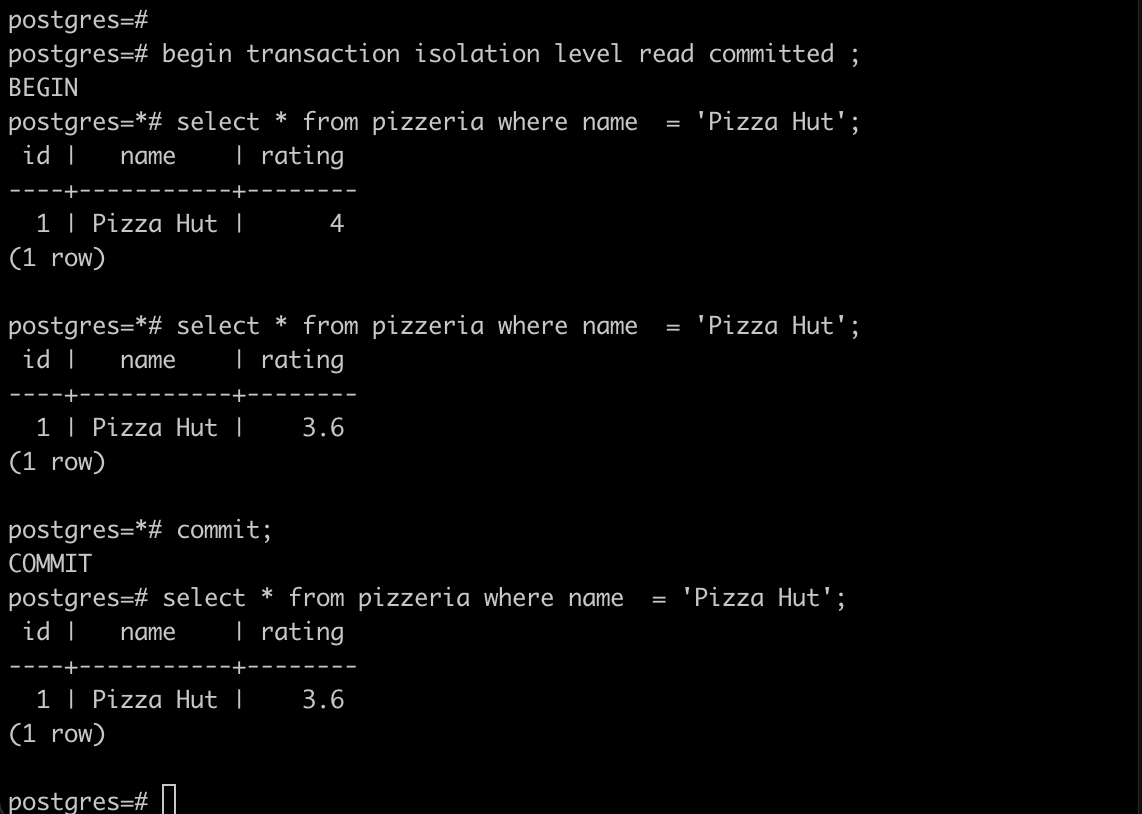 postgres=#
postgres=# begin transaction isolation level read committed ;
BEGIN
postgres=*# select * from pizzeria where name  = 'Pizza Hut';
 id |   name    | rating
----+-----------+--------
  1 | Pizza Hut |      4
(1 row)

postgres=*# select * from pizzeria where name  = 'Pizza Hut';
 id |   name    | rating
----+-----------+--------
  1 | Pizza Hut |    3.6
(1 row)

postgres=*# commit;
COMMIT
postgres=# select * from pizzeria where name  = 'Pizza Hut';
 id |   name    | rating
----+-----------+--------
  1 | Pizza Hut |    3.6
(1 row)

postgres=#